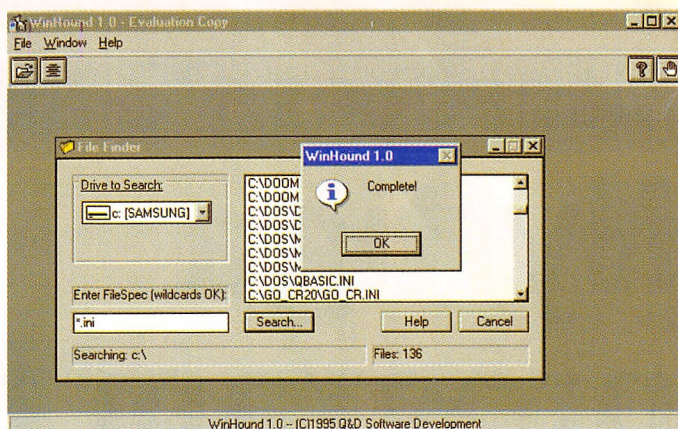 WinHound 1.0 - Evaluation Copy
File Window Help
File Finder
WinHound 1.0
Complete!
OK
Drive to Search:
c: [SAMSUNG]
C:\DOOM
C:\DOOM
C:\DOS\D
C:\DOS\D
C:\DOS\M
C:\DOS\M
C:\DOS\M
C:\DOS\QBASIC.INI
C:\GO_CR20\GO_CR.INI
Enter FileSpec (wildcards OK):
*.ini
Search...
Help
Cancel
Searching: c:\
Files: 136
WinHound 1.0 -- (C)1995 Q&D Software Development